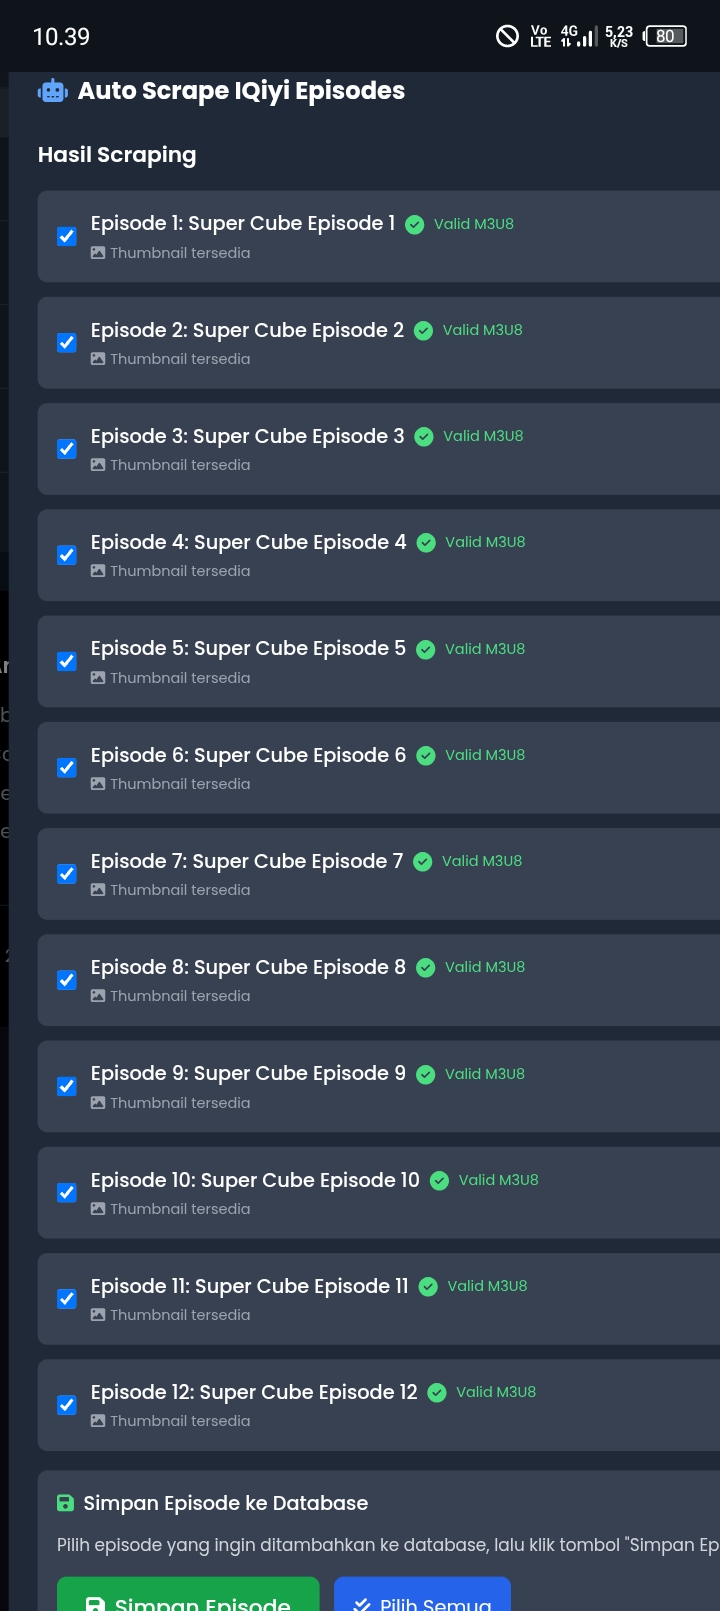 10.39
Vo LTE 4G 5,23 K/S 80
Auto Scrape IQiyi Episodes
Hasil Scraping
Episode 1: Super Cube Episode 1 Valid M3U8
Thumbnail tersedia
Episode 2: Super Cube Episode 2 Valid M3U8
Thumbnail tersedia
Episode 3: Super Cube Episode 3 Valid M3U8
Thumbnail tersedia
Episode 4: Super Cube Episode 4 Valid M3U8
Thumbnail tersedia
Episode 5: Super Cube Episode 5 Valid M3U8
Thumbnail tersedia
Episode 6: Super Cube Episode 6 Valid M3U8
Thumbnail tersedia
Episode 7: Super Cube Episode 7 Valid M3U8
Thumbnail tersedia
Episode 8: Super Cube Episode 8 Valid M3U8
Thumbnail tersedia
Episode 9: Super Cube Episode 9 Valid M3U8
Thumbnail tersedia
Episode 10: Super Cube Episode 10 Valid M3U8
Thumbnail tersedia
Episode 11: Super Cube Episode 11 Valid M3U8
Thumbnail tersedia
Episode 12: Super Cube Episode 12 Valid M3U8
Thumbnail tersedia
Simpan Episode ke Database
Pilih episode yang ingin ditambahkan ke database, lalu klik tombol "Simpan Ep
Simpan Episode Pilih Semua